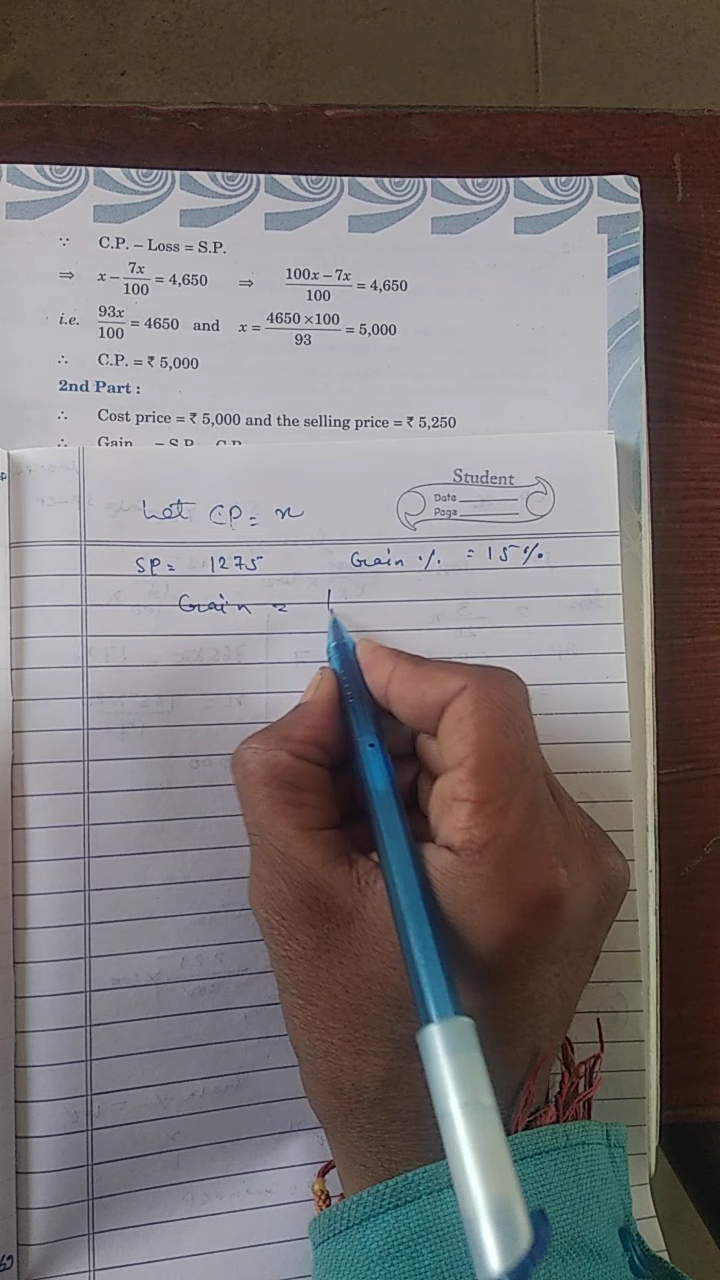 ∵ C.P. – Loss = S.P.
⇒ x – 7x/100 = 4,650 ⇒ 100x – 7x/100 = 4,650
i.e. 93x/100 = 4650 and x = 4650 × 100/93 = 5,000
∴ C.P. = ₹ 5,000
2nd Part :
∴ Cost price = ₹ 5,000 and the selling price = ₹ 5,250
∴ Gain = S.P. C.P.
Student
Date
Page
Let CP = x
SP = 1275 Gain % = 15%
Gain =